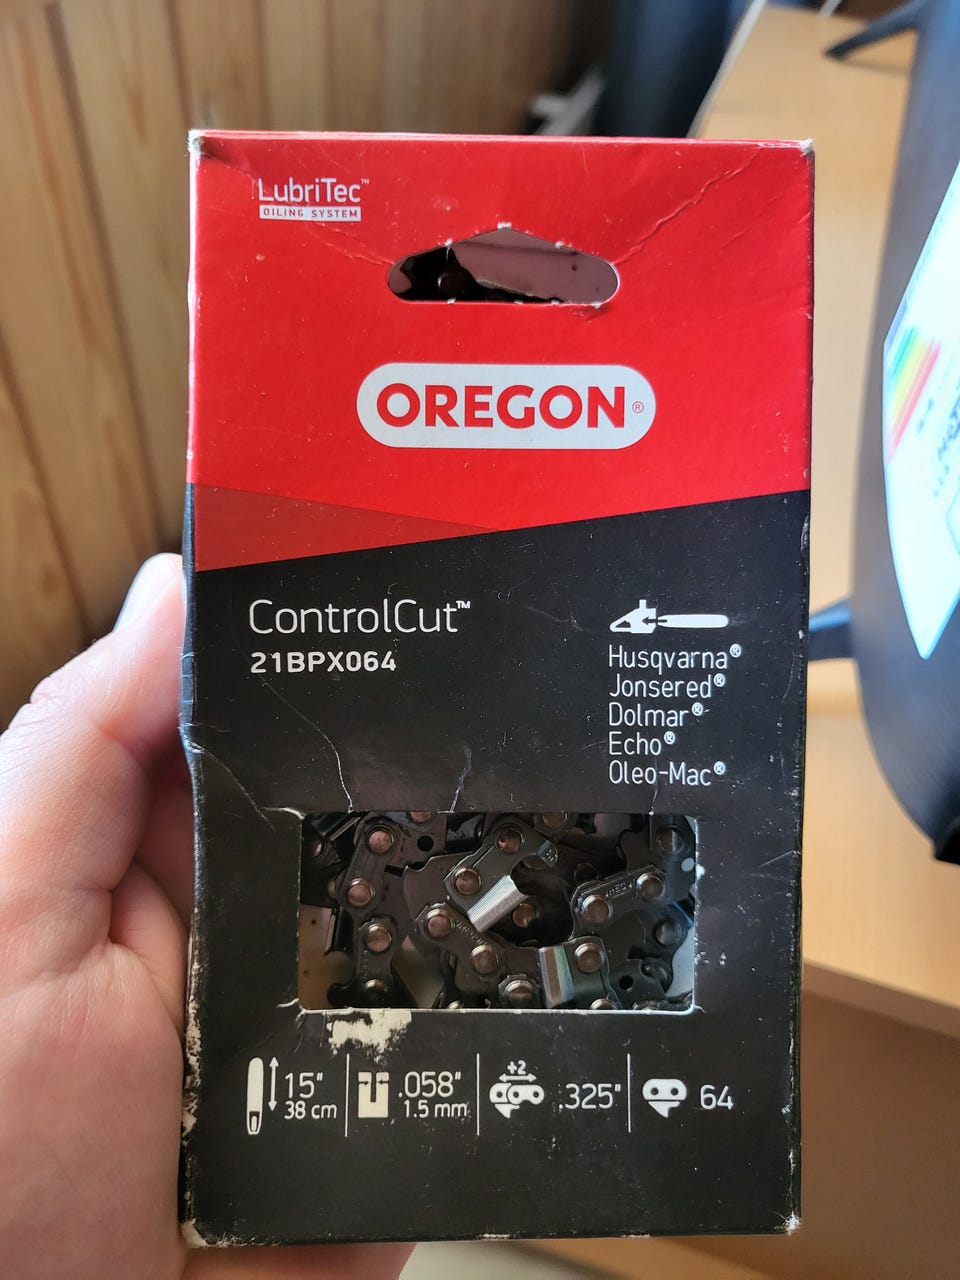 LubriTec™
OILING SYSTEM
OREGON®
ControlCut™
21BPX064
Husqvarna®
Jonsered®
Dolmar®
Echo®
Oleo-Mac®
15"
38 cm
.058"
1.5 mm
+2
.325"
64